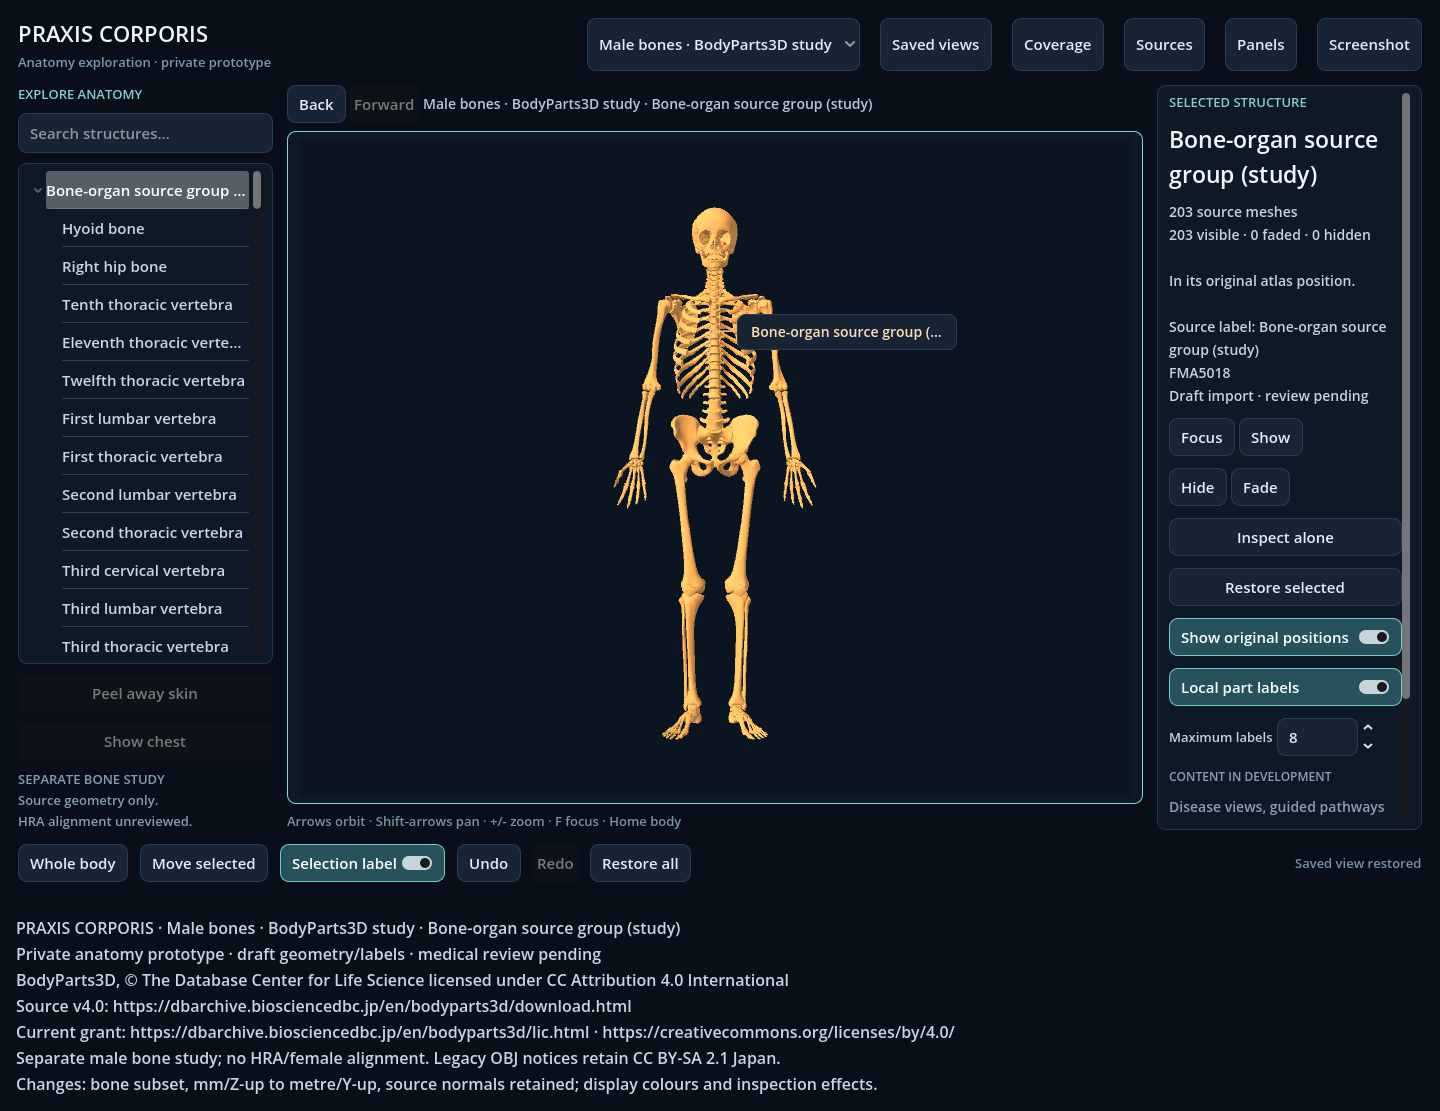 PRAXIS CORPORIS
Anatomy exploration · private prototype
Male bones · BodyParts3D study
Saved views
Coverage
Sources
Panels
Screenshot
EXPLORE ANATOMY
Search structures...
Bone-organ source group ...
Hyoid bone
Right hip bone
Tenth thoracic vertebra
Eleventh thoracic verte...
Twelfth thoracic vertebra
First lumbar vertebra
First thoracic vertebra
Second lumbar vertebra
Second thoracic vertebra
Third cervical vertebra
Third lumbar vertebra
Third thoracic vertebra
Peel away skin
Show chest
SEPARATE BONE STUDY
Source geometry only.
HRA alignment unreviewed.
Back
Forward
Male bones · BodyParts3D study · Bone-organ source group (study)
Bone-organ source group (...
Arrows orbit · Shift-arrows pan · +/- zoom · F focus · Home body
SELECTED STRUCTURE
Bone-organ source
group (study)
203 source meshes
203 visible · 0 faded · 0 hidden
In its original atlas position.
Source label: Bone-organ source
group (study)
FMA5018
Draft import · review pending
Focus
Show
Hide
Fade
Inspect alone
Restore selected
Show original positions
Local part labels
Maximum labels
8
CONTENT IN DEVELOPMENT
Disease views, guided pathways
Whole body
Move selected
Selection label
Undo
Redo
Restore all
Saved view restored
PRAXIS CORPORIS · Male bones · BodyParts3D study · Bone-organ source group (study)
Private anatomy prototype · draft geometry/labels · medical review pending
BodyParts3D, © The Database Center for Life Science licensed under CC Attribution 4.0 International
Source v4.0: https://dbarchive.biosciencedbc.jp/en/bodyparts3d/download.html
Current grant: https://dbarchive.biosciencedbc.jp/en/bodyparts3d/lic.html · https://creativecommons.org/licenses/by/4.0/
Separate male bone study; no HRA/female alignment. Legacy OBJ notices retain CC BY-SA 2.1 Japan.
Changes: bone subset, mm/Z-up to metre/Y-up, source normals retained; display colours and inspection effects.